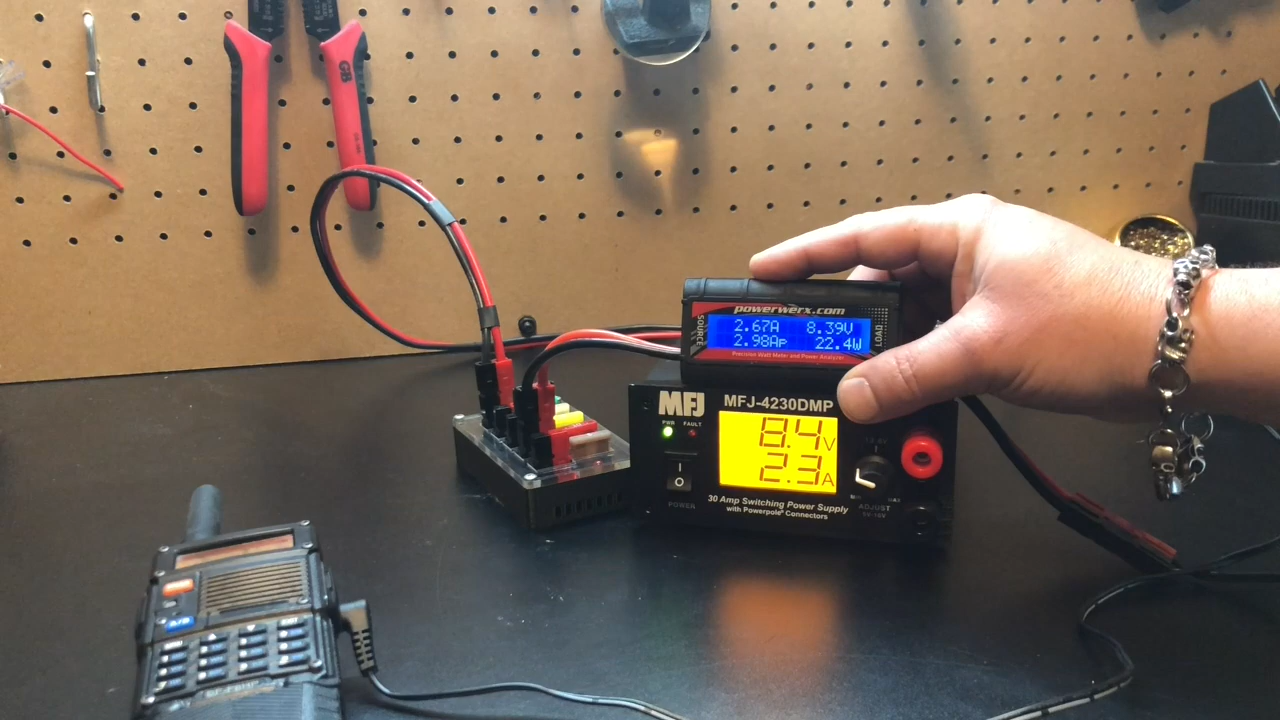 GB
powerwerx.com
SOURCE
2.67A 8.39V
2.98Ap 22.4W
LOAD
Precision Watt Meter and Power Analyzer
MFJ MFJ-4230DMP
PWR FAULT
8.4V
2.3A
POWER
MIN MAX
ADJUST
30 Amp Switching Power Supply
with Powerpole® Connectors
A/B